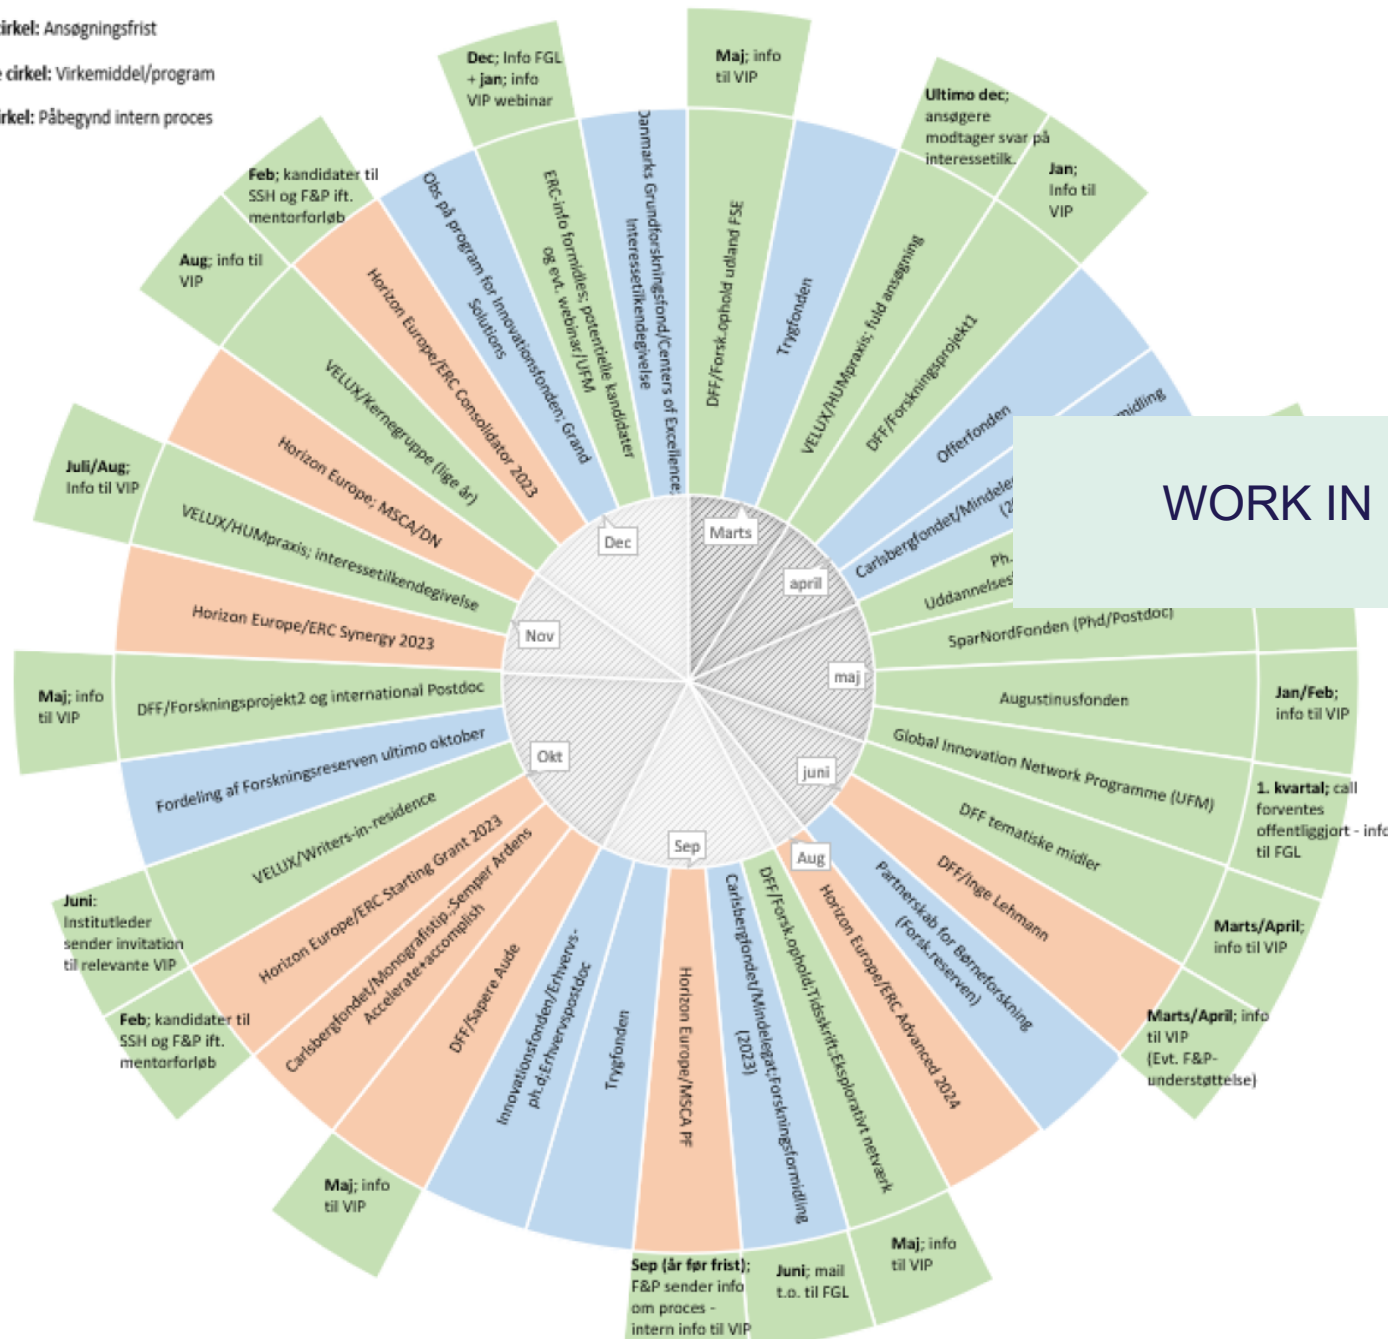 cirkel: Ansøgningsfrist
cirkel: Virkemiddel/program
cirkel: Påbegynd intern proces
Maj; info
til VIP
Ultimo dec;
ansøgere
modtager svar på
interessetilk.
Jan;
Info til
VIP
Jan/Feb;
info til VIP
1. kvartal; call
forventes
offentliggjort - info
til FGL
Marts/April;
info til VIP
Marts/April; info
til VIP
(Evt. F&P-
understøttelse)
Maj; info
til VIP
Juni; mail
t.o. til FGL
Sep (år før frist);
F&P sender info
om proces -
intern info til VIP
Maj; info
til VIP
Feb; kandidater til
SSH og F&P ift.
mentorforløb
Juni:
Institutleder
sender invitation
til relevante VIP
Maj; info
til VIP
Juli/Aug;
Info til VIP
Aug; info til
VIP
Feb; kandidater til
SSH og F&P ift.
mentorforløb
Dec; Info FGL
+ jan; info
VIP webinar
DFF/Forsk.ophold udland FSE
Trygfonden
VELUX/HUMpraxis; fuld ansøgning
DFF/Forskningsprojekt1
Offerfonden
Carlsbergfondet/Mindeleg
midling
(2
Ph.
Uddannelses
SparNordFonden (Phd/Postdoc)
Augustinusfonden
Global Innovation Network Programme (UFM)
DFF tematiske midler
DFF/Inge Lehmann
Partnerskab for Børneforskning
(Forsk.reserven)
Horizon Europe/ERC Advanced 2024
DFF/Forsk.ophold;Tidsskrift;Eksplorativt netværk
Carlsbergfondet/Mindelegat;Forskningsformidling
(2023)
Horizon Europe/MSCA PF
Trygfonden
Innovationsfonden/Erhvervs-
ph.d;Erhvervspostdoc
DFF/Sapere Aude
Carlsbergfondet/Monografistip.;Semper Ardens
Accelerate+accomplish
Horizon Europe/ERC Starting Grant 2023
VELUX/Writers-in-residence
Fordeling af Forskningsreserven ultimo oktober
DFF/Forskningsprojekt2 og international Postdoc
Horizon Europe/ERC Synergy 2023
VELUX/HUMpraxis; interessetilkendegivelse
Horizon Europe; MSCA/DN
VELUX/Kernegruppe (lige år)
Horizon Europe/ERC Consolidator 2023
Obs på program for Innovationsfonden; Grand
Solutions
ERC-info formidles; potentielle kandidater
og evt. webinar/UFM
Danmarks Grundforskningsfond/Centers of Excellence;
Interessetilkendegivelse
Marts
april
maj
juni
Aug
Sep
Okt
Nov
Dec
WORK IN